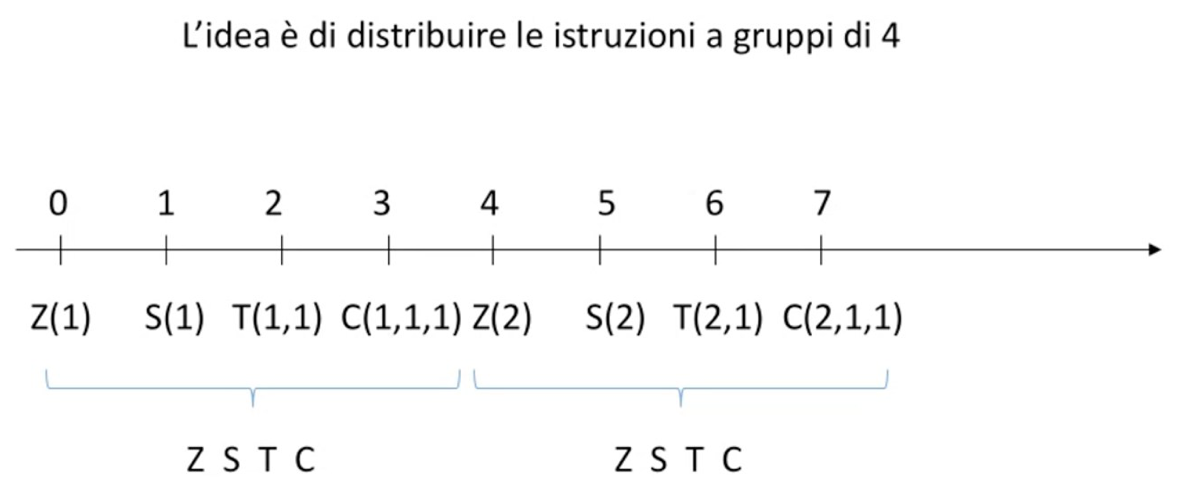 L'idea è di distribuire le istruzioni a gruppi di 4
0 1 2 3 4 5 6 7
Z(1) S(1) T(1,1) C(1,1,1) Z(2) S(2) T(2,1) C(2,1,1)
Z S T C Z S T C